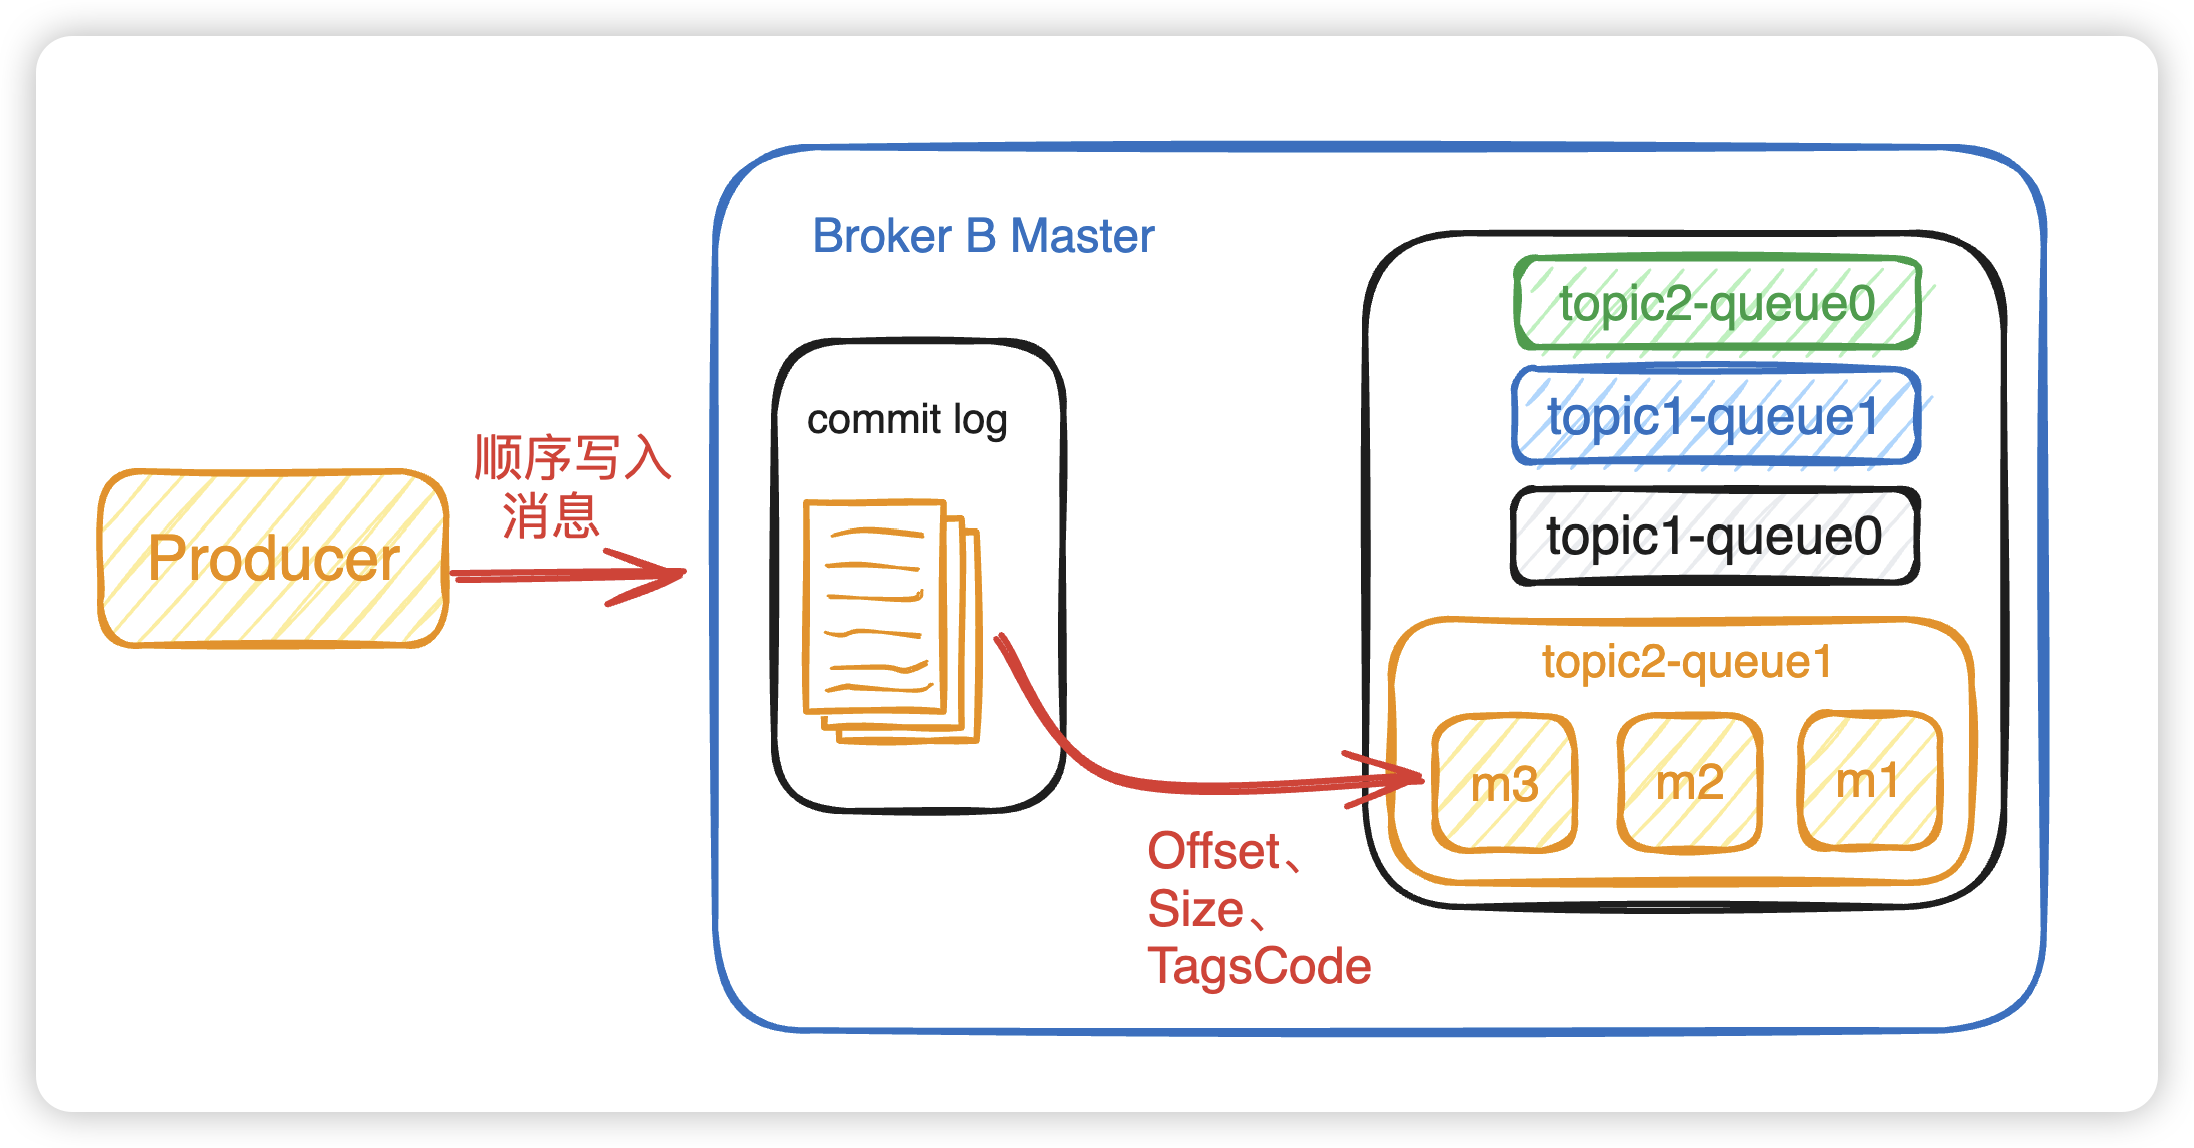 Broker B Master
topic2-queue0
topic1-queue1
commit log
顺序写入
消息
topic1-queue0
Producer
topic2-queue1
m3
m2
m1
Offset、
Size、
TagsCode